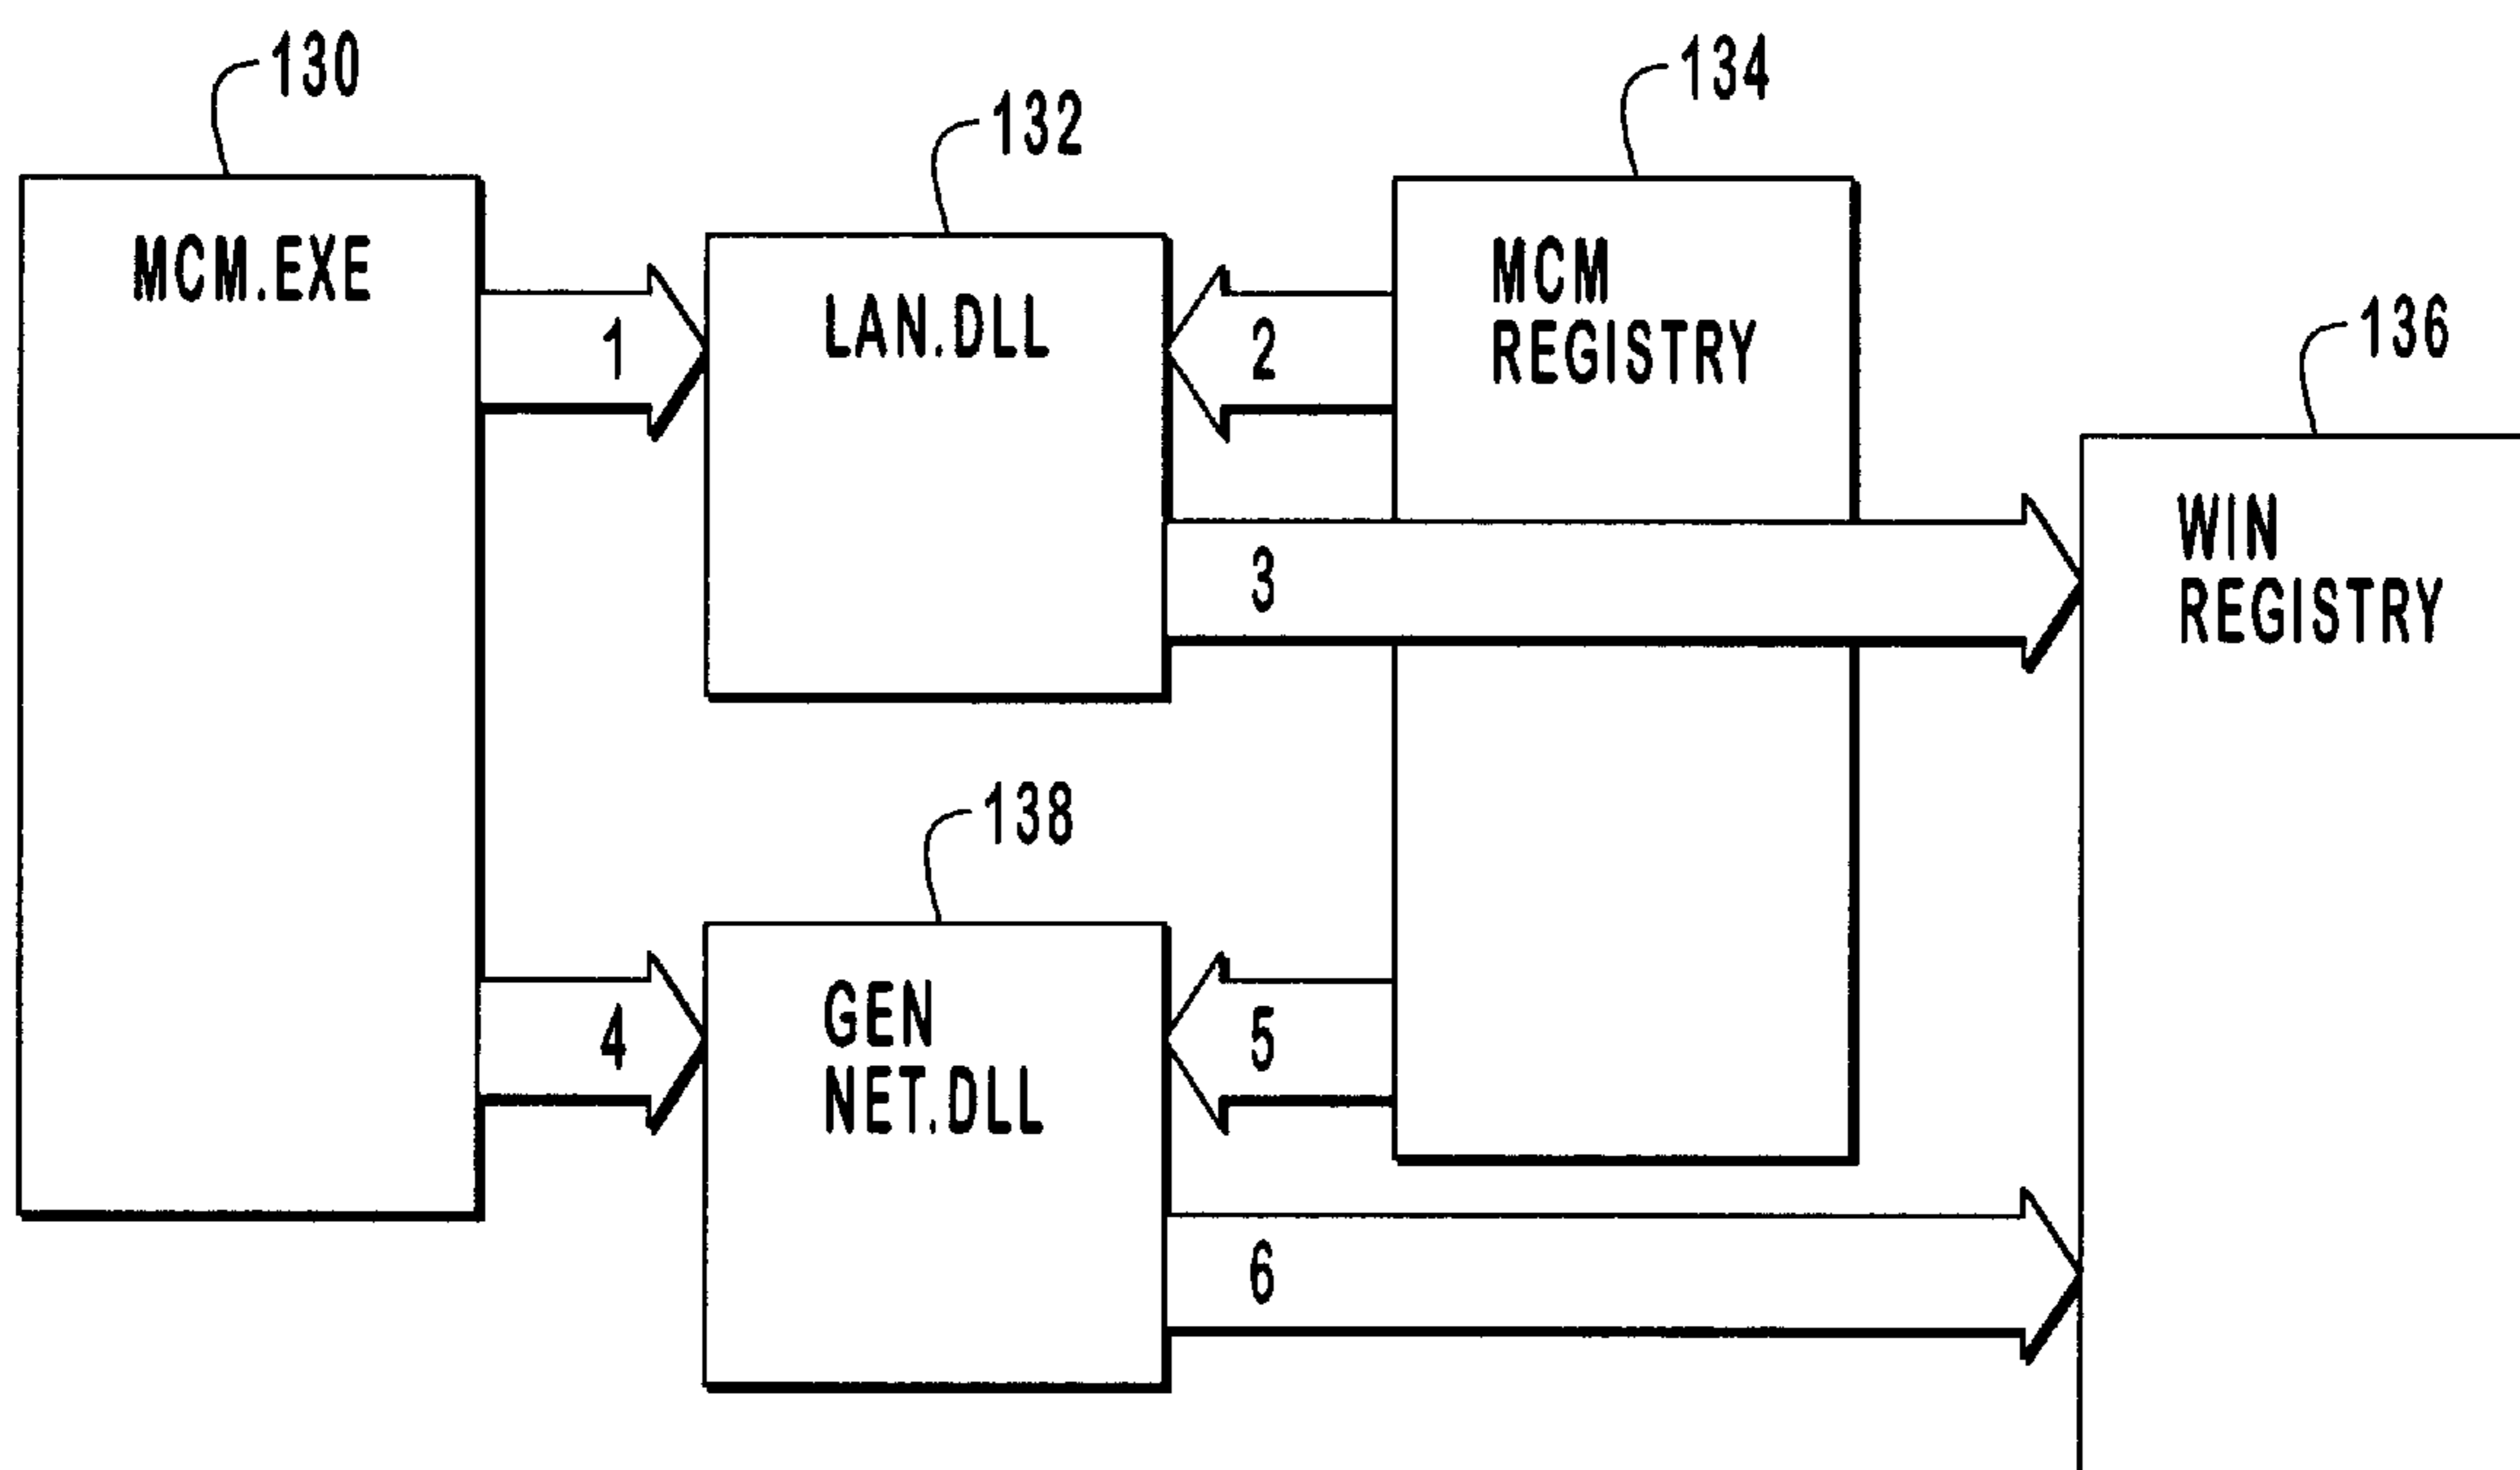 130
132
134
136
MCM.EXE
1
LAN.DLL
2
MCM
REGISTRY
3
WIN
REGISTRY
138
4
GEN
NET.DLL
5
6